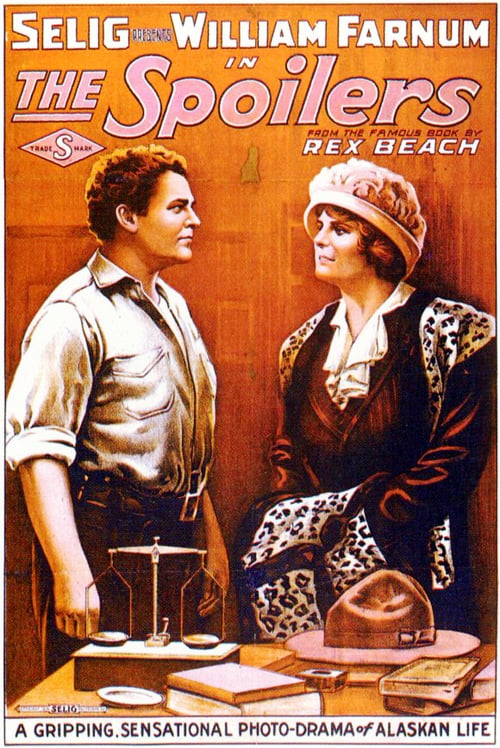 SELIG PRESENTS WILLIAM FARNUM
IN
THE Spoilers
TRADE S MARK
FROM THE FAMOUS BOOK BY
REX BEACH
SELIG
A GRIPPING, SENSATIONAL PHOTO-DRAMA of ALASKAN LIFE